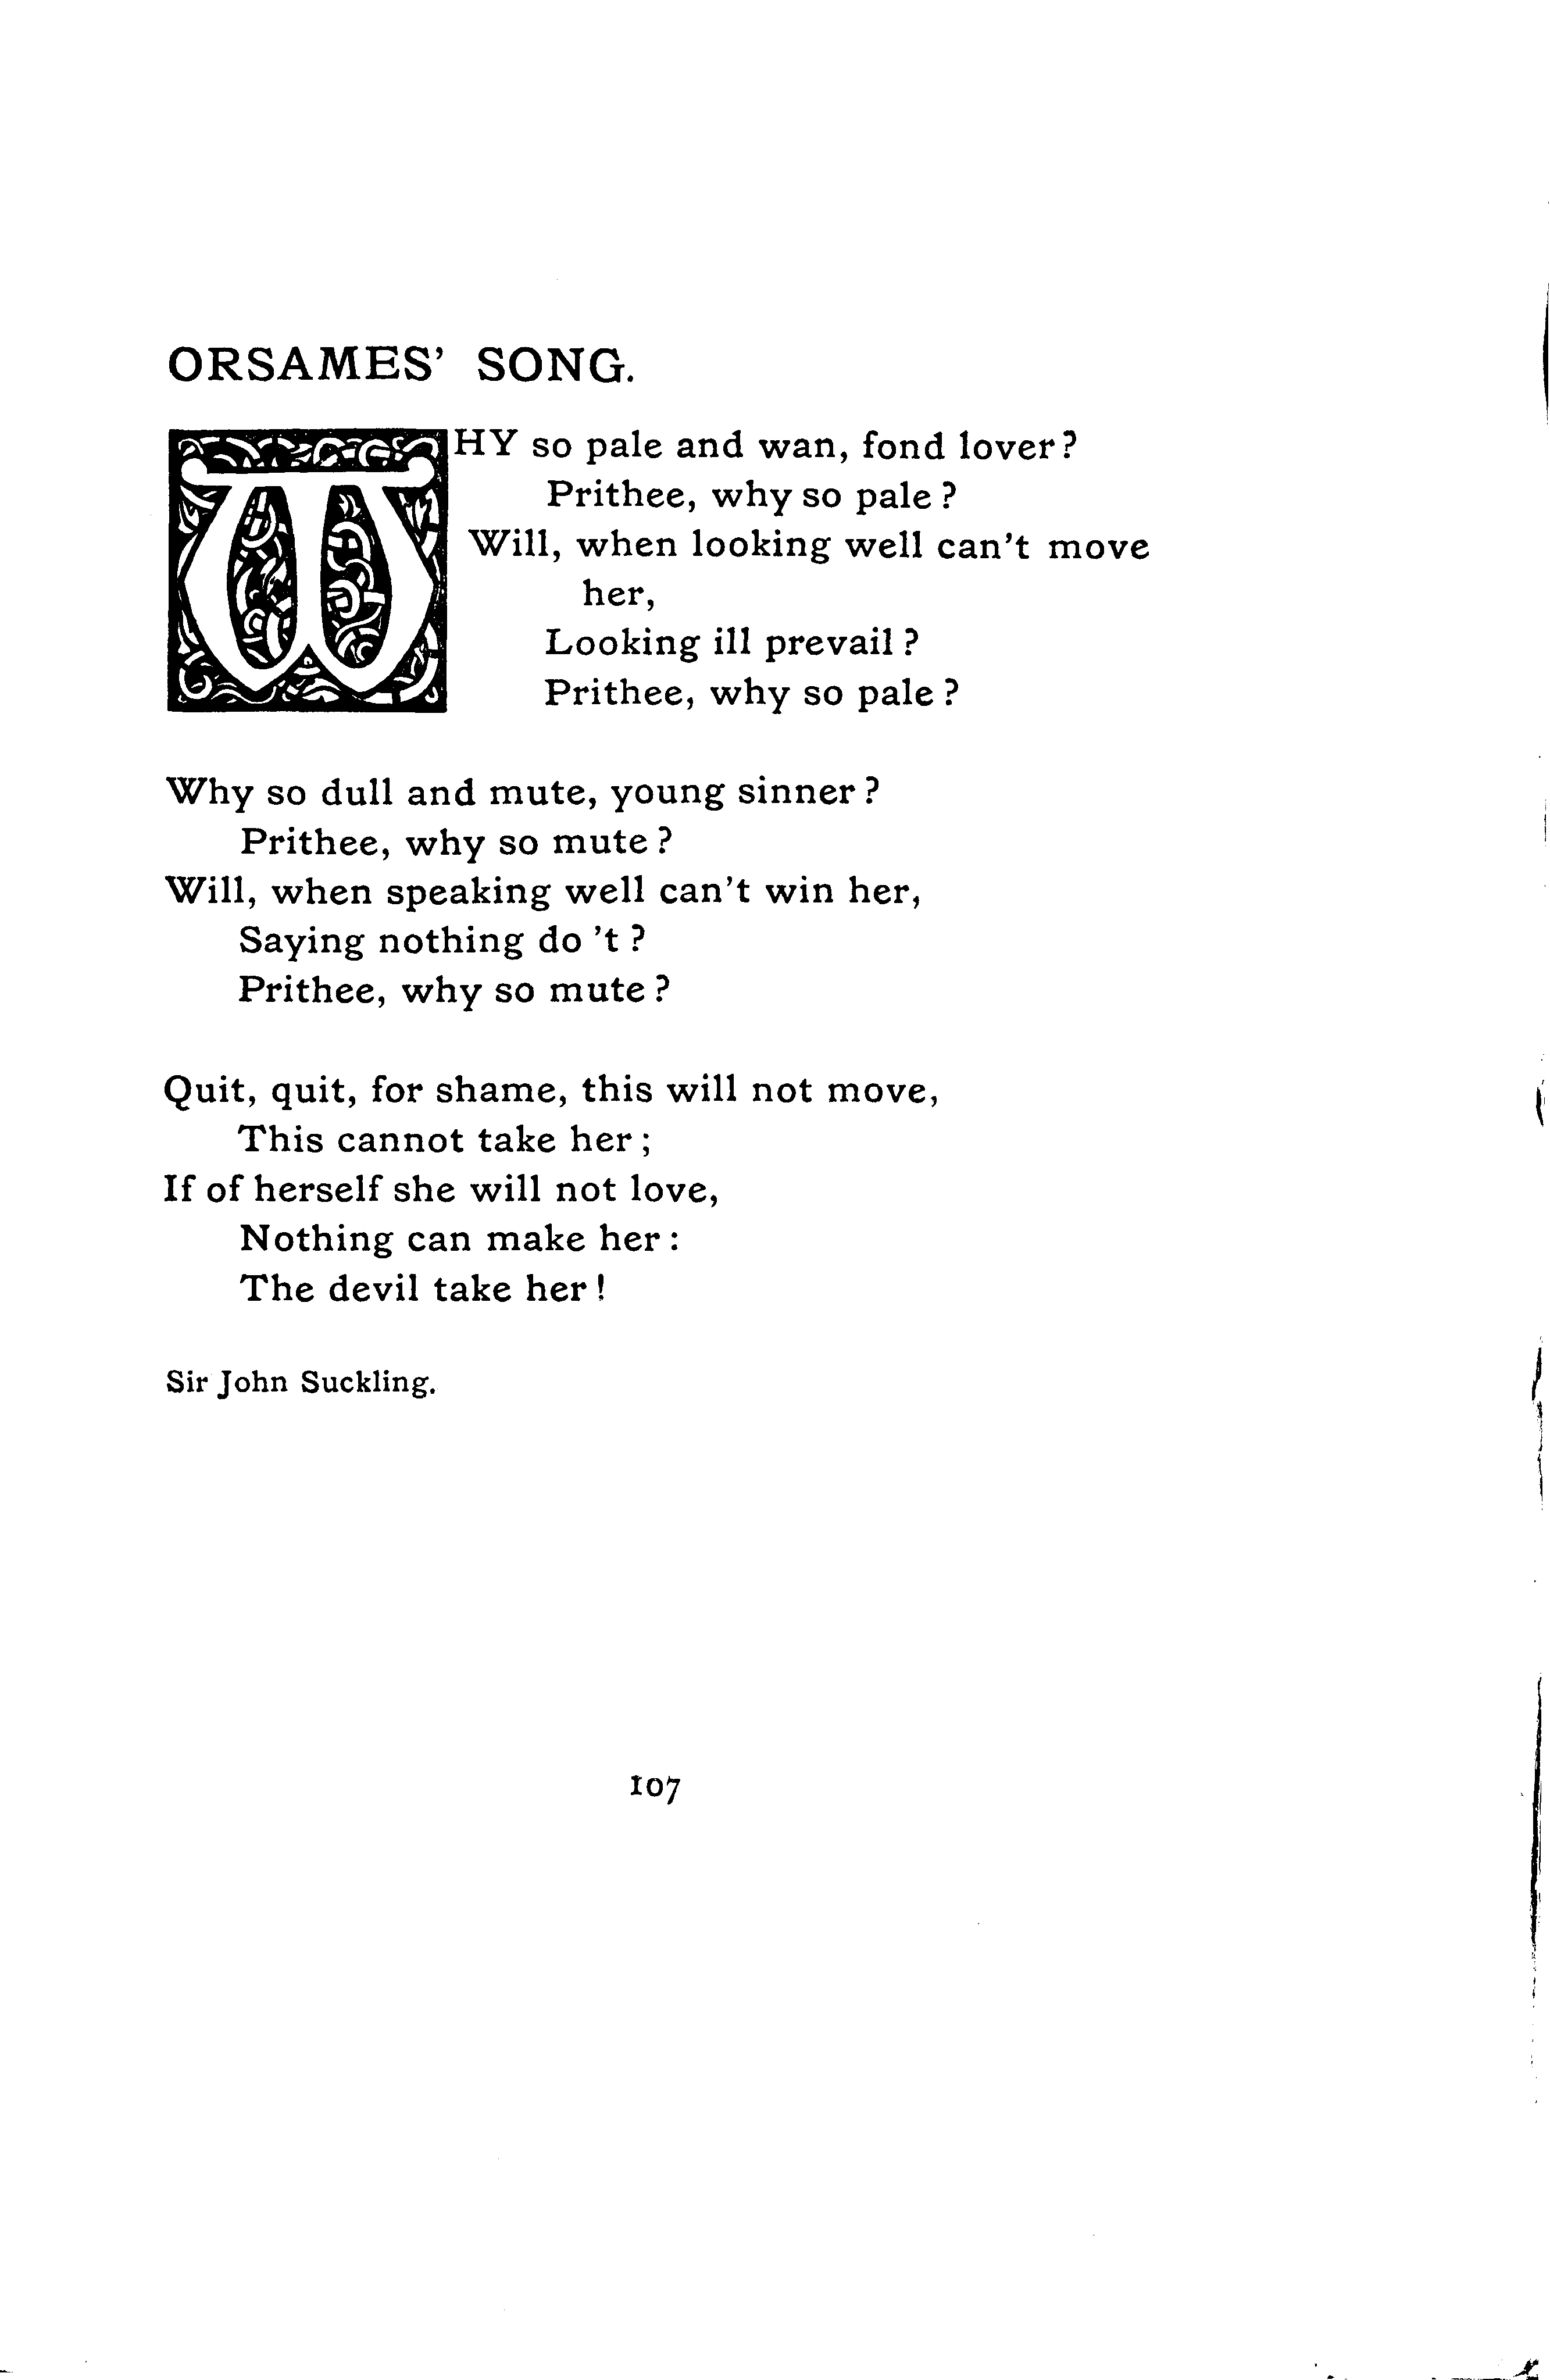 ORSAMES' SONG.
WHY so pale and wan, fond lover?
Prithee, why so pale?
Will, when looking well can't move
her,
Looking ill prevail?
Prithee, why so pale?
Why so dull and mute, young sinner?
Prithee, why so mute?
Will, when speaking well can't win her,
Saying nothing do 't?
Prithee, why so mute?
Quit, quit, for shame, this will not move,
This cannot take her;
If of herself she will not love,
Nothing can make her:
The devil take her!
Sir John Suckling.
107